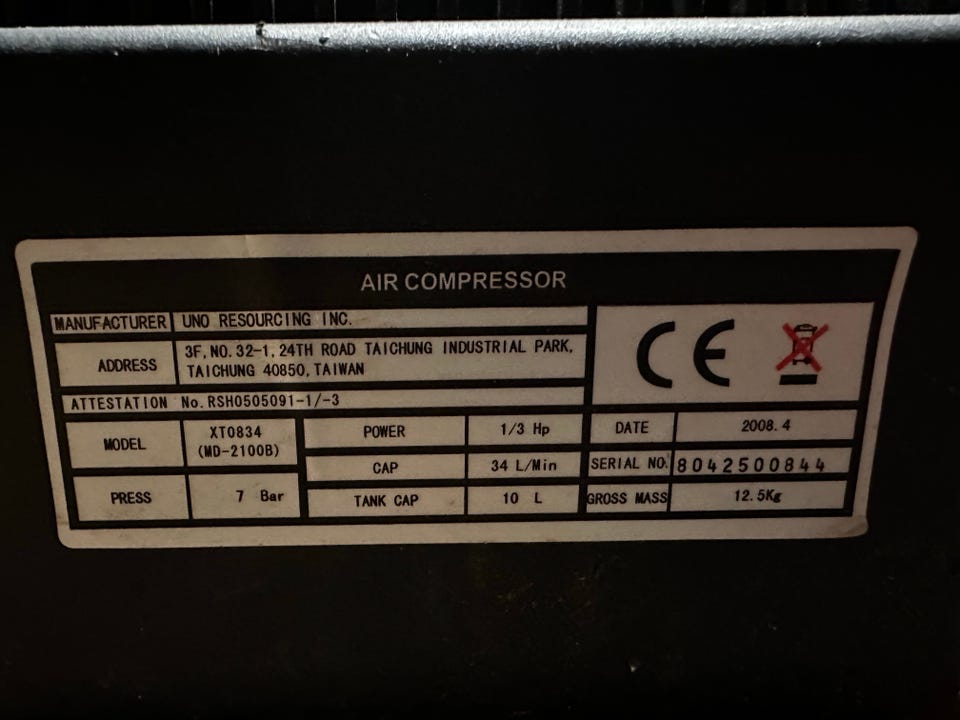 AIR COMPRESSOR
MANUFACTURER UNO RESOURCING INC.
ADDRESS 3F, NO. 32-1, 24TH ROAD TAICHUNG INDUSTRIAL PARK,
TAICHUNG 40850, TAIWAN
CE
ATTESTATION No. RSH0505091-1/-3
MODEL XT0834
(MD-2100B)
POWER 1/3 Hp
DATE 2008. 4
CAP 34 L/Min
SERIAL NO. 8042500844
PRESS 7 Bar
TANK CAP 10 L
GROSS MASS 12.5Kg